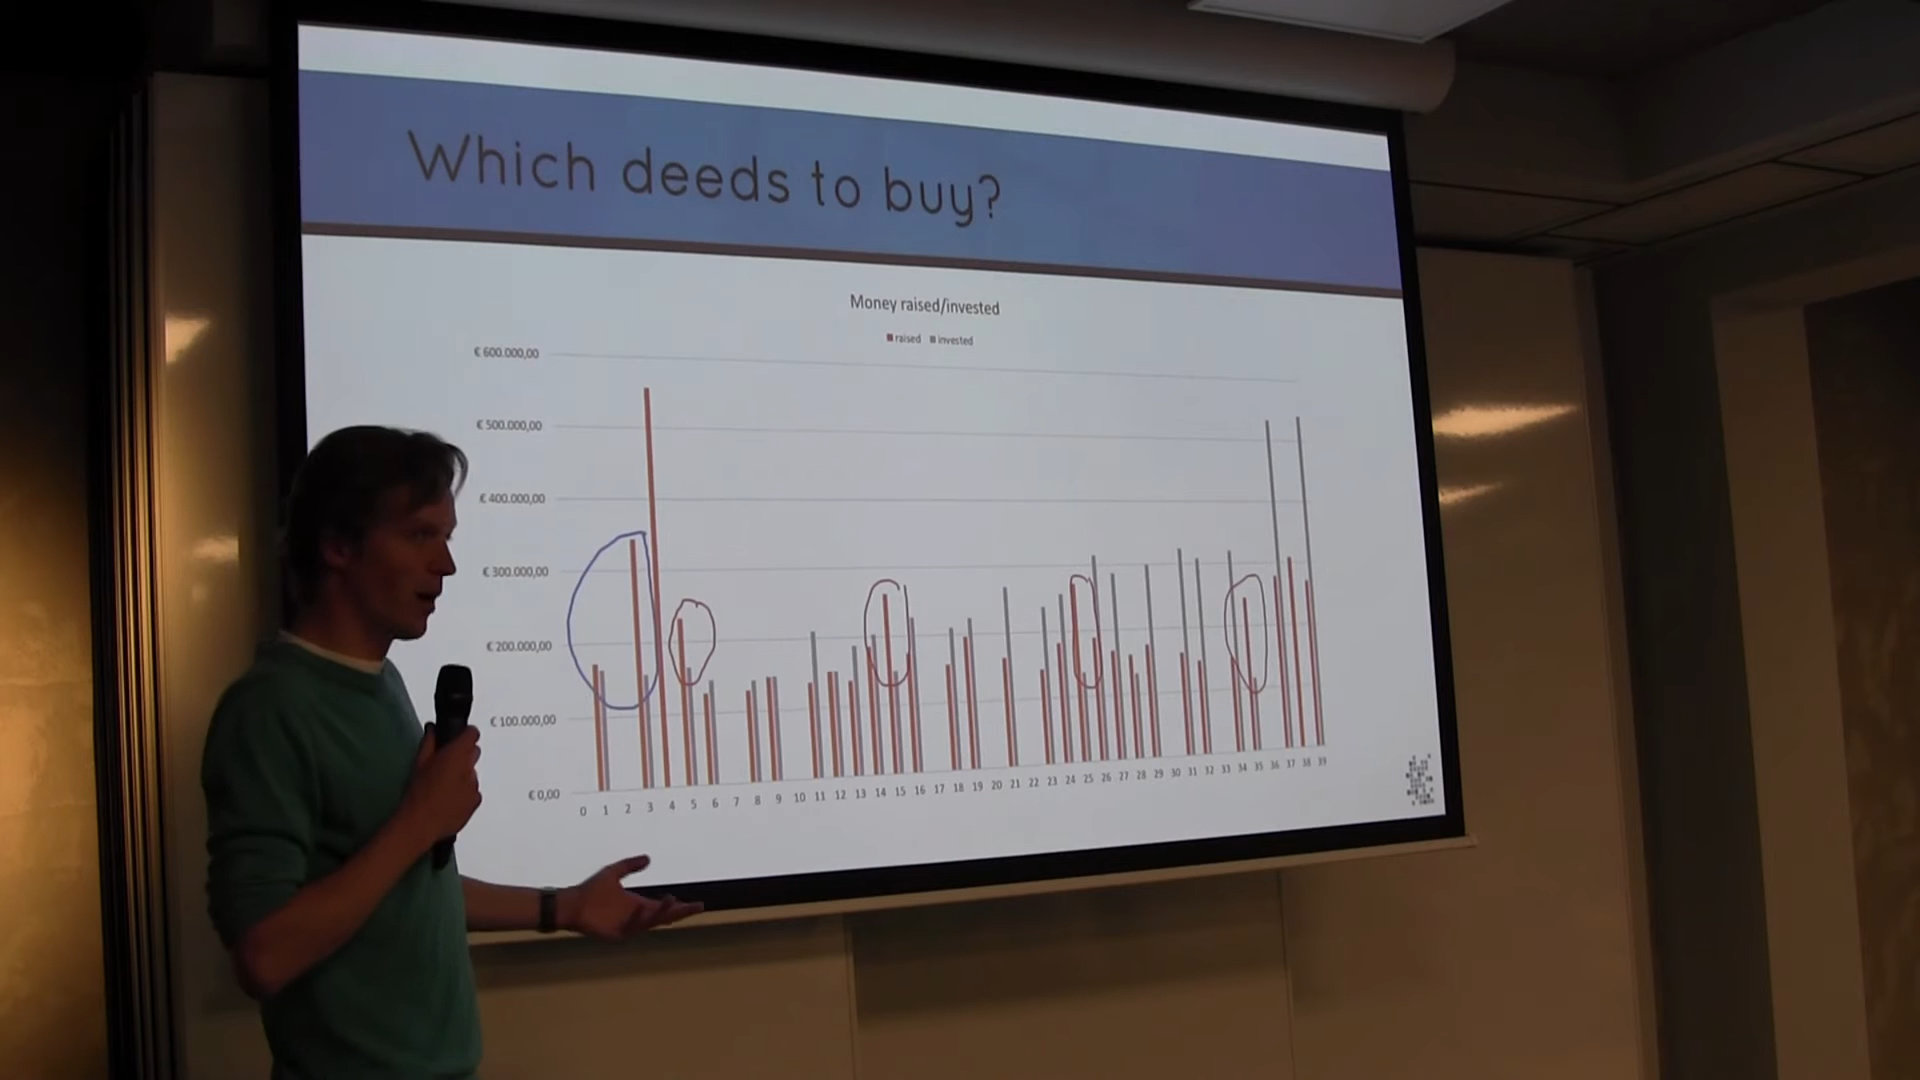 Which deeds to buy?
Money raised/invested
raised invested
€ 600.000,00
€ 500.000,00
€ 400.000,00
€ 300.000,00
€ 200.000,00
€ 100.000,00
€ 0,00
0 1 2 3 4 5 6 7 8 9 10 11 12 13 14 15 16 17 18 19 20 21 22 23 24 25 26 27 28 29 30 31 32 33 34 35 36 37 38 39